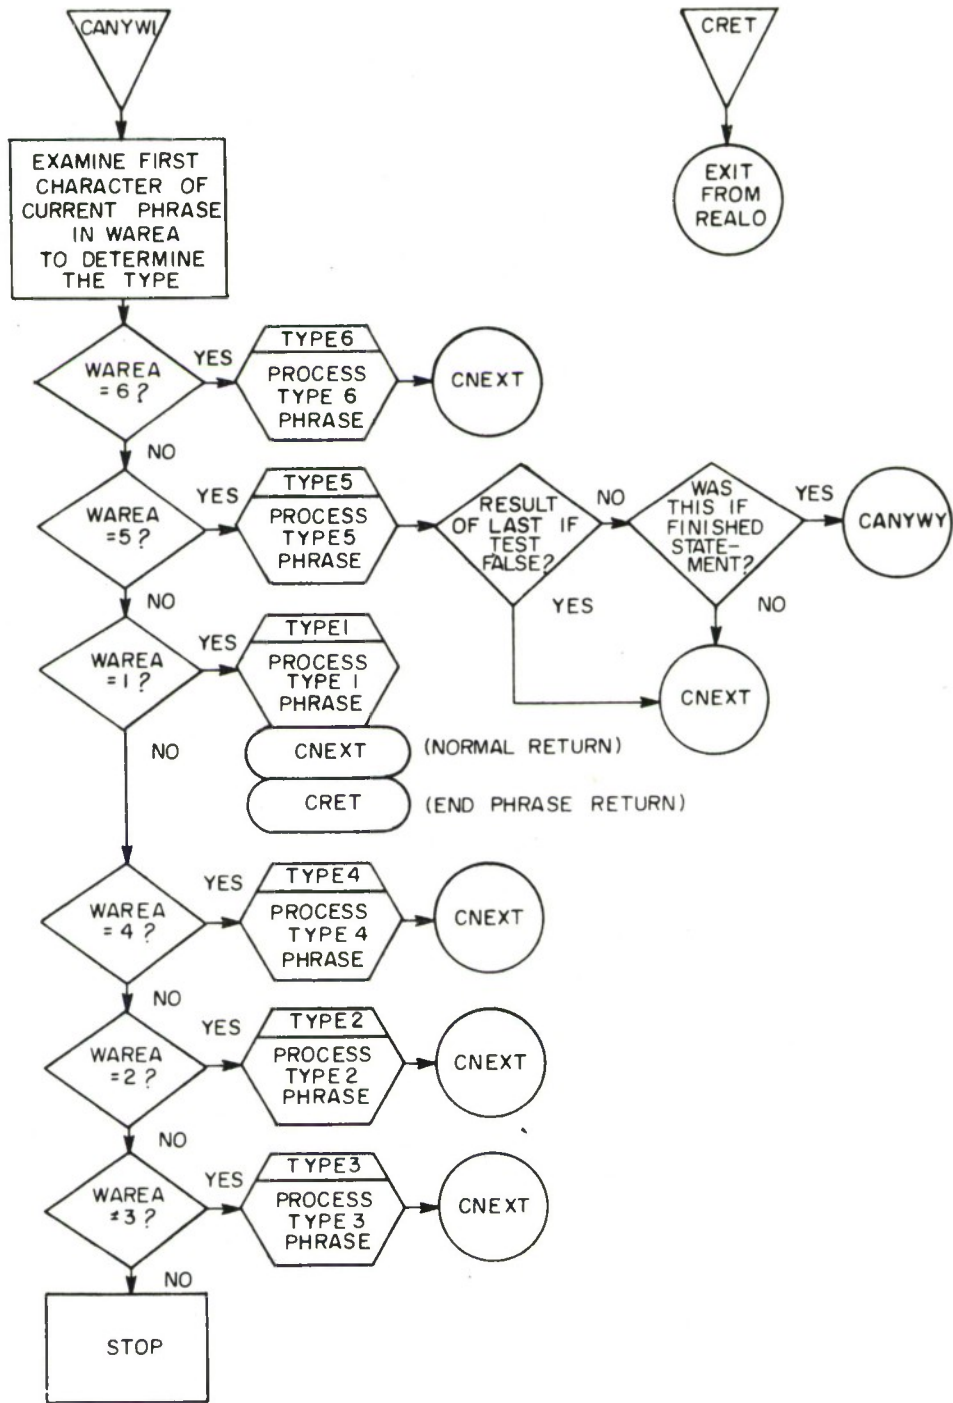 CANYWL
CRET
EXAMINE FIRST
CHARACTER OF
CURRENT PHRASE
IN WAREA
TO DETERMINE
THE TYPE
EXIT
FROM
REALO
WAREA
=6?
YES
TYPE6
PROCESS
TYPE 6
PHRASE
CNEXT
NO
WAREA
=5?
YES
TYPE5
PROCESS
TYPE5
PHRASE
RESULT
OF LAST IF
TEST
FALSE?
NO
WAS
THIS IF
FINISHED
STATE-
MENT?
YES
CANYWY
YES
NO
CNEXT
NO
WAREA
=1?
YES
TYPE1
PROCESS
TYPE 1
PHRASE
CNEXT
(NORMAL RETURN)
CRET
(END PHRASE RETURN)
NO
WAREA
=4?
YES
TYPE4
PROCESS
TYPE 4
PHRASE
CNEXT
NO
WAREA
=2?
YES
TYPE2
PROCESS
TYPE2
PHRASE
CNEXT
NO
WAREA
=3?
YES
TYPE3
PROCESS
TYPE 3
PHRASE
CNEXT
NO
STOP